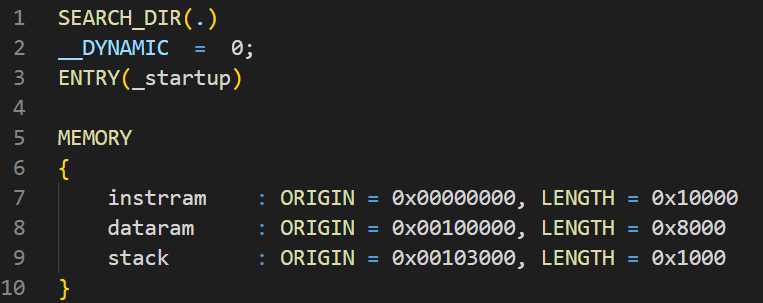 1 SEARCH_DIR(.)
2 __DYNAMIC  =  0;
3 ENTRY(_startup)
4
5 MEMORY
6 {
7     instrram    : ORIGIN = 0x00000000, LENGTH = 0x10000
8     dataram     : ORIGIN = 0x00100000, LENGTH = 0x8000
9     stack       : ORIGIN = 0x00103000, LENGTH = 0x1000
10 }